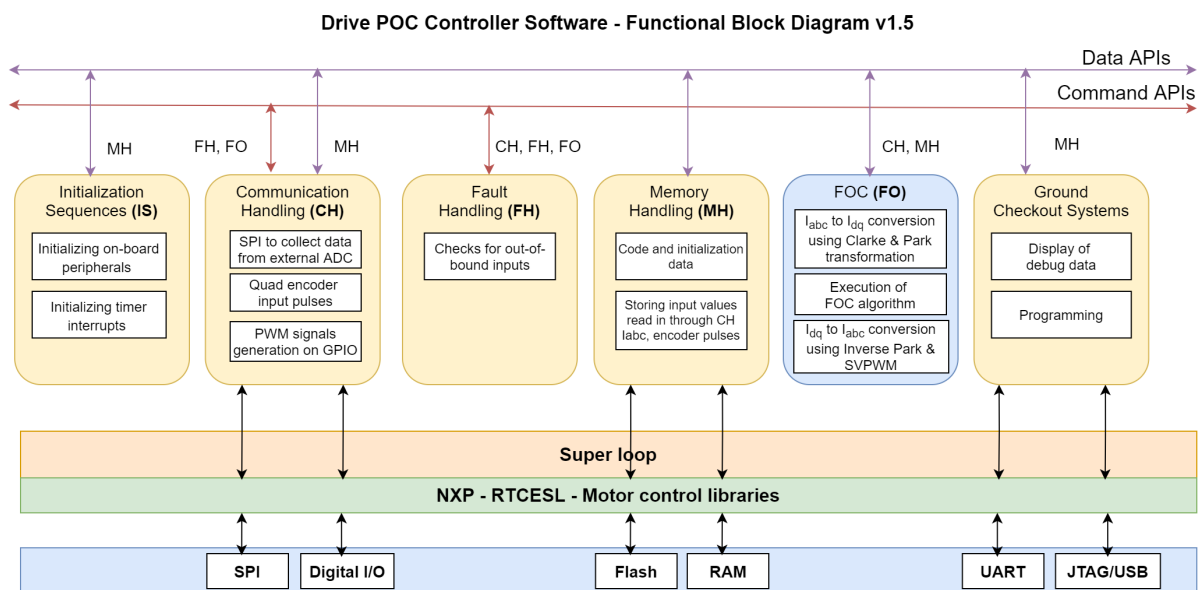 Drive POC Controller Software - Functional Block Diagram v1.5
Data APIs
Command APIs
MH
FH, FO
MH
CH, FH, FO
CH, MH
MH
Initialization
Sequences (IS)
Initializing on-board
peripherals
Initializing timer
interrupts
Communication
Handling (CH)
SPI to collect data
from external ADC
Quad encoder
input pulses
PWM signals
generation on GPIO
Fault
Handling (FH)
Checks for out-of-
bound inputs
Memory
Handling (MH)
Code and initialization
data
Storing input values
read in through CH
Iabc, encoder pulses
FOC (FO)
Iabc to Idq conversion
using Clarke & Park
transformation
Execution of
FOC algorithm
Idq to Iabc conversion
using Inverse Park &
SVPWM
Ground
Checkout Systems
Display of
debug data
Programming
Super loop
NXP - RTCESL - Motor control libraries
SPI
Digital I/O
Flash
RAM
UART
JTAG/USB